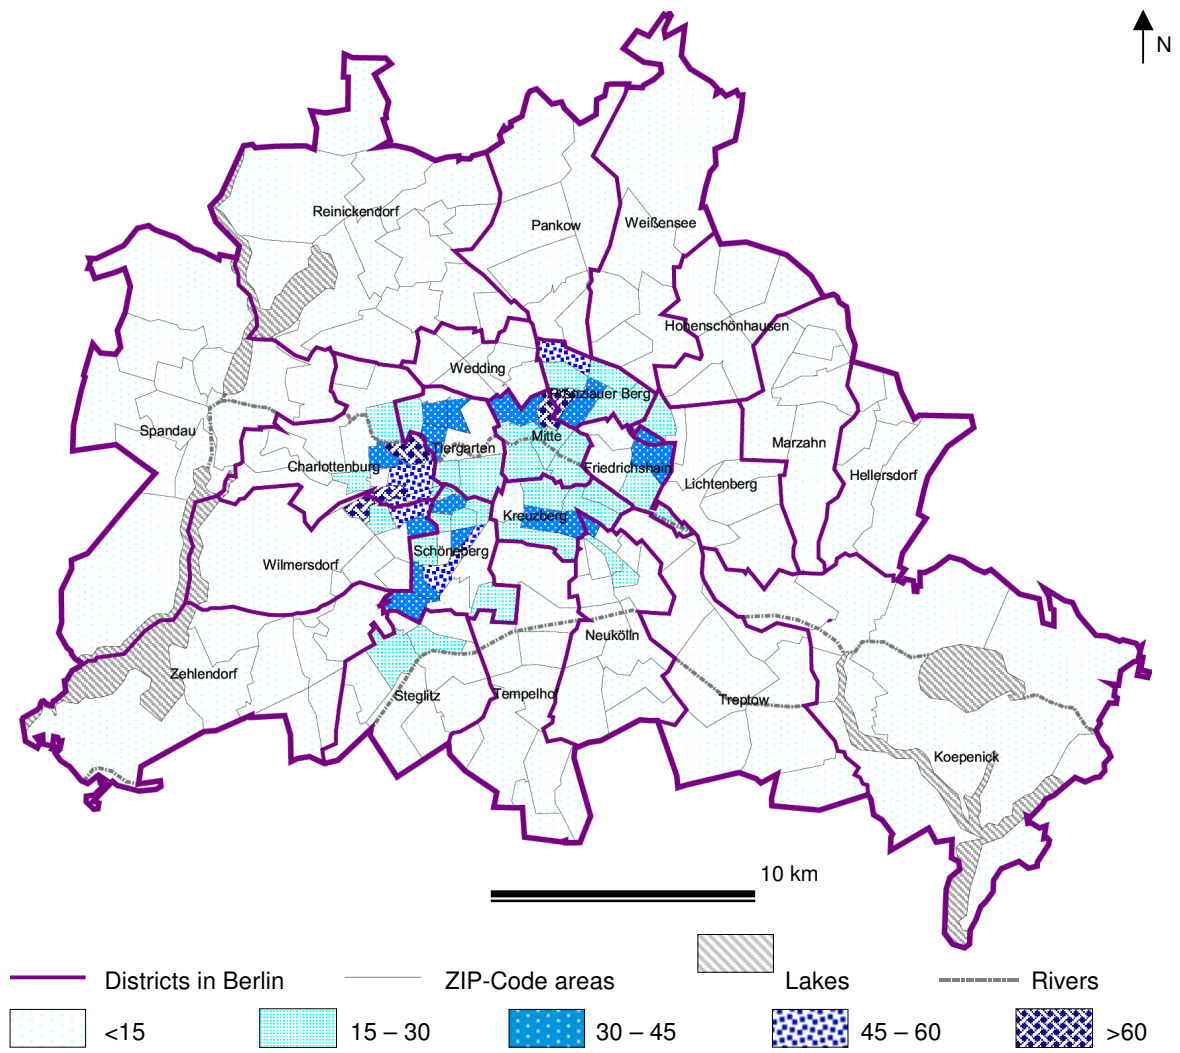 N
Reinickendorf
Pankow
Weißensee
Hohenschönhausen
Wedding
Prenzlauer Berg
Spandau
Mitte
Tiergarten
Marzahn
Charlottenburg
Friedrichshain
Hellersdorf
Lichtenberg
Kreuzberg
Schöneberg
Wilmersdorf
Neukölln
Zehlendorf
Steglitz
Tempelhof
Treptow
Koepenick
10 km
Districts in Berlin
ZIP-Code areas
Lakes
Rivers
<15
15 – 30
30 – 45
45 – 60
>60